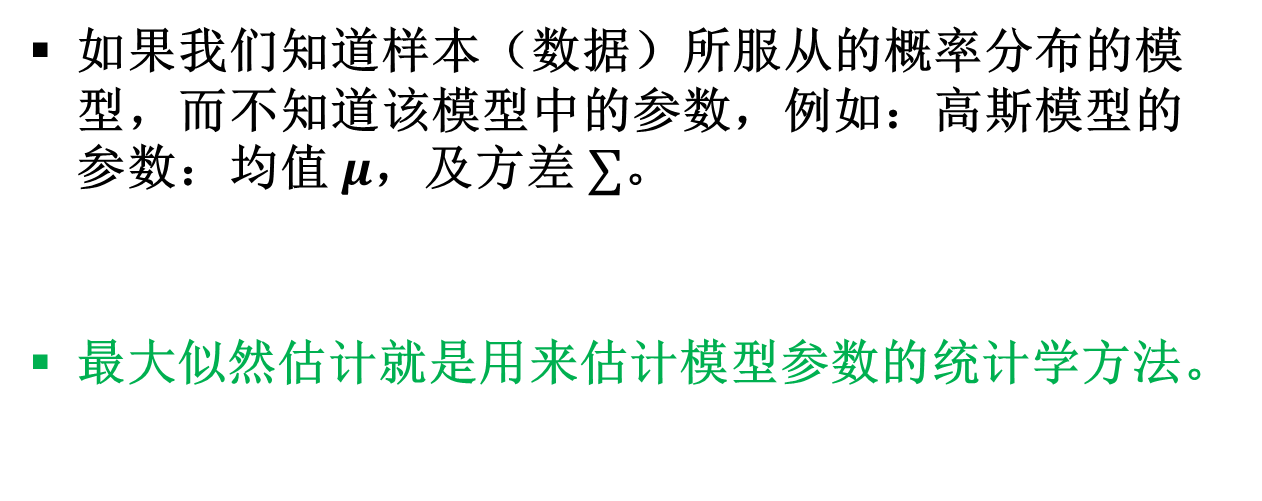 ▪ 如果我们知道样本（数据）所服从的概率分布的模
型，而不知道该模型中的参数，例如：高斯模型的
参数：均值 μ，及方差 ∑。
▪ 最大似然估计就是用来估计模型参数的统计学方法。